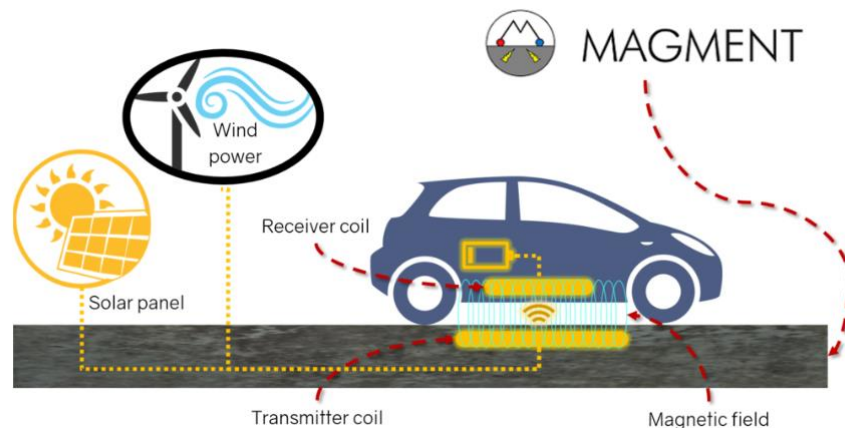 MAGMENT
Wind
power
Receiver coil
Solar panel
Transmitter coil
Magnetic field